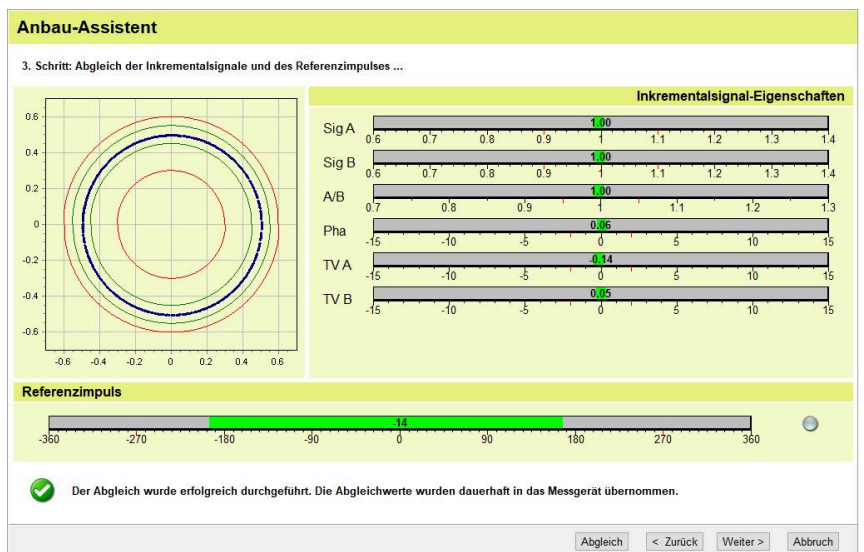 Anbau-Assistent
3. Schritt: Abgleich der Inkrementalsignale und des Referenzimpulses ...
0.6
0.4
0.2
0
-0.2
-0.4
-0.6
-0.6 -0.4 -0.2 0 0.2 0.4 0.6
Inkrementalsignal-Eigenschaften
Sig A 1.00
0.6 0.7 0.8 0.9 1 1.1 1.2 1.3 1.4
Sig B 1.00
0.6 0.7 0.8 0.9 1 1.1 1.2 1.3 1.4
A/B 1.00
0.7 0.8 0.9 1 1.1 1.2 1.3
Pha 0.06
-15 -10 -5 0 5 10 15
TV A -0.14
-15 -10 -5 0 5 10 15
TV B 0.05
-15 -10 -5 0 5 10 15
Referenzimpuls
-14
-360 -270 -180 -90 0 90 180 270 360
Der Abgleich wurde erfolgreich durchgeführt. Die Abgleichwerte wurden dauerhaft in das Messgerät übernommen.
Abgleich < Zurück Weiter > Abbruch